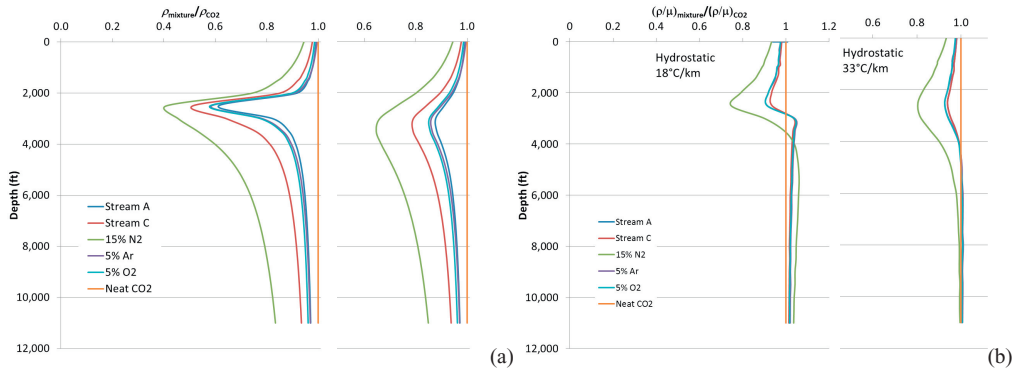 ρmixture/ρCO2
0 0.2 0.4 0.6 0.8 1.0
0.6 0.8 1.0
0
2,000
4,000
6,000
8,000
10,000
12,000
Depth (ft)
Stream A
Stream C
15% N2
5% Ar
5% O2
Neat CO2
(a)
(ρ/μ)mixture/(ρ/μ)CO2
0 0.2 0.4 0.6 0.8 1 1.2
0.6 0.8 1.0
0
2,000
4,000
6,000
8,000
10,000
12,000
Depth (ft)
Hydrostatic
18°C/km
Hydrostatic
33°C/km
Stream A
Stream C
15% N2
5% Ar
5% O2
Neat CO2
(b)